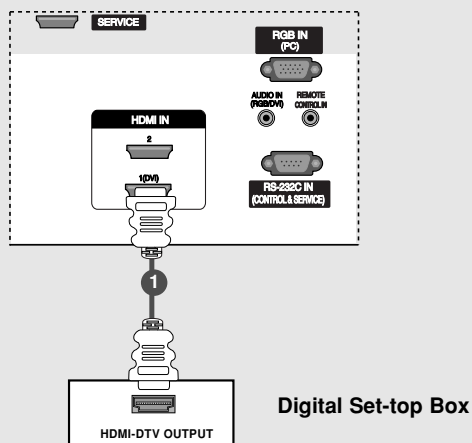 SERVICE
RGB IN
(PC)
AUDIO IN
(RGB/DVI)
REMOTE
CONTROL IN
HDMI IN
2
1(DVI)
RS-232C IN
(CONTROL & SERVICE)
1
Digital Set-top Box
HDMI-DTV OUTPUT